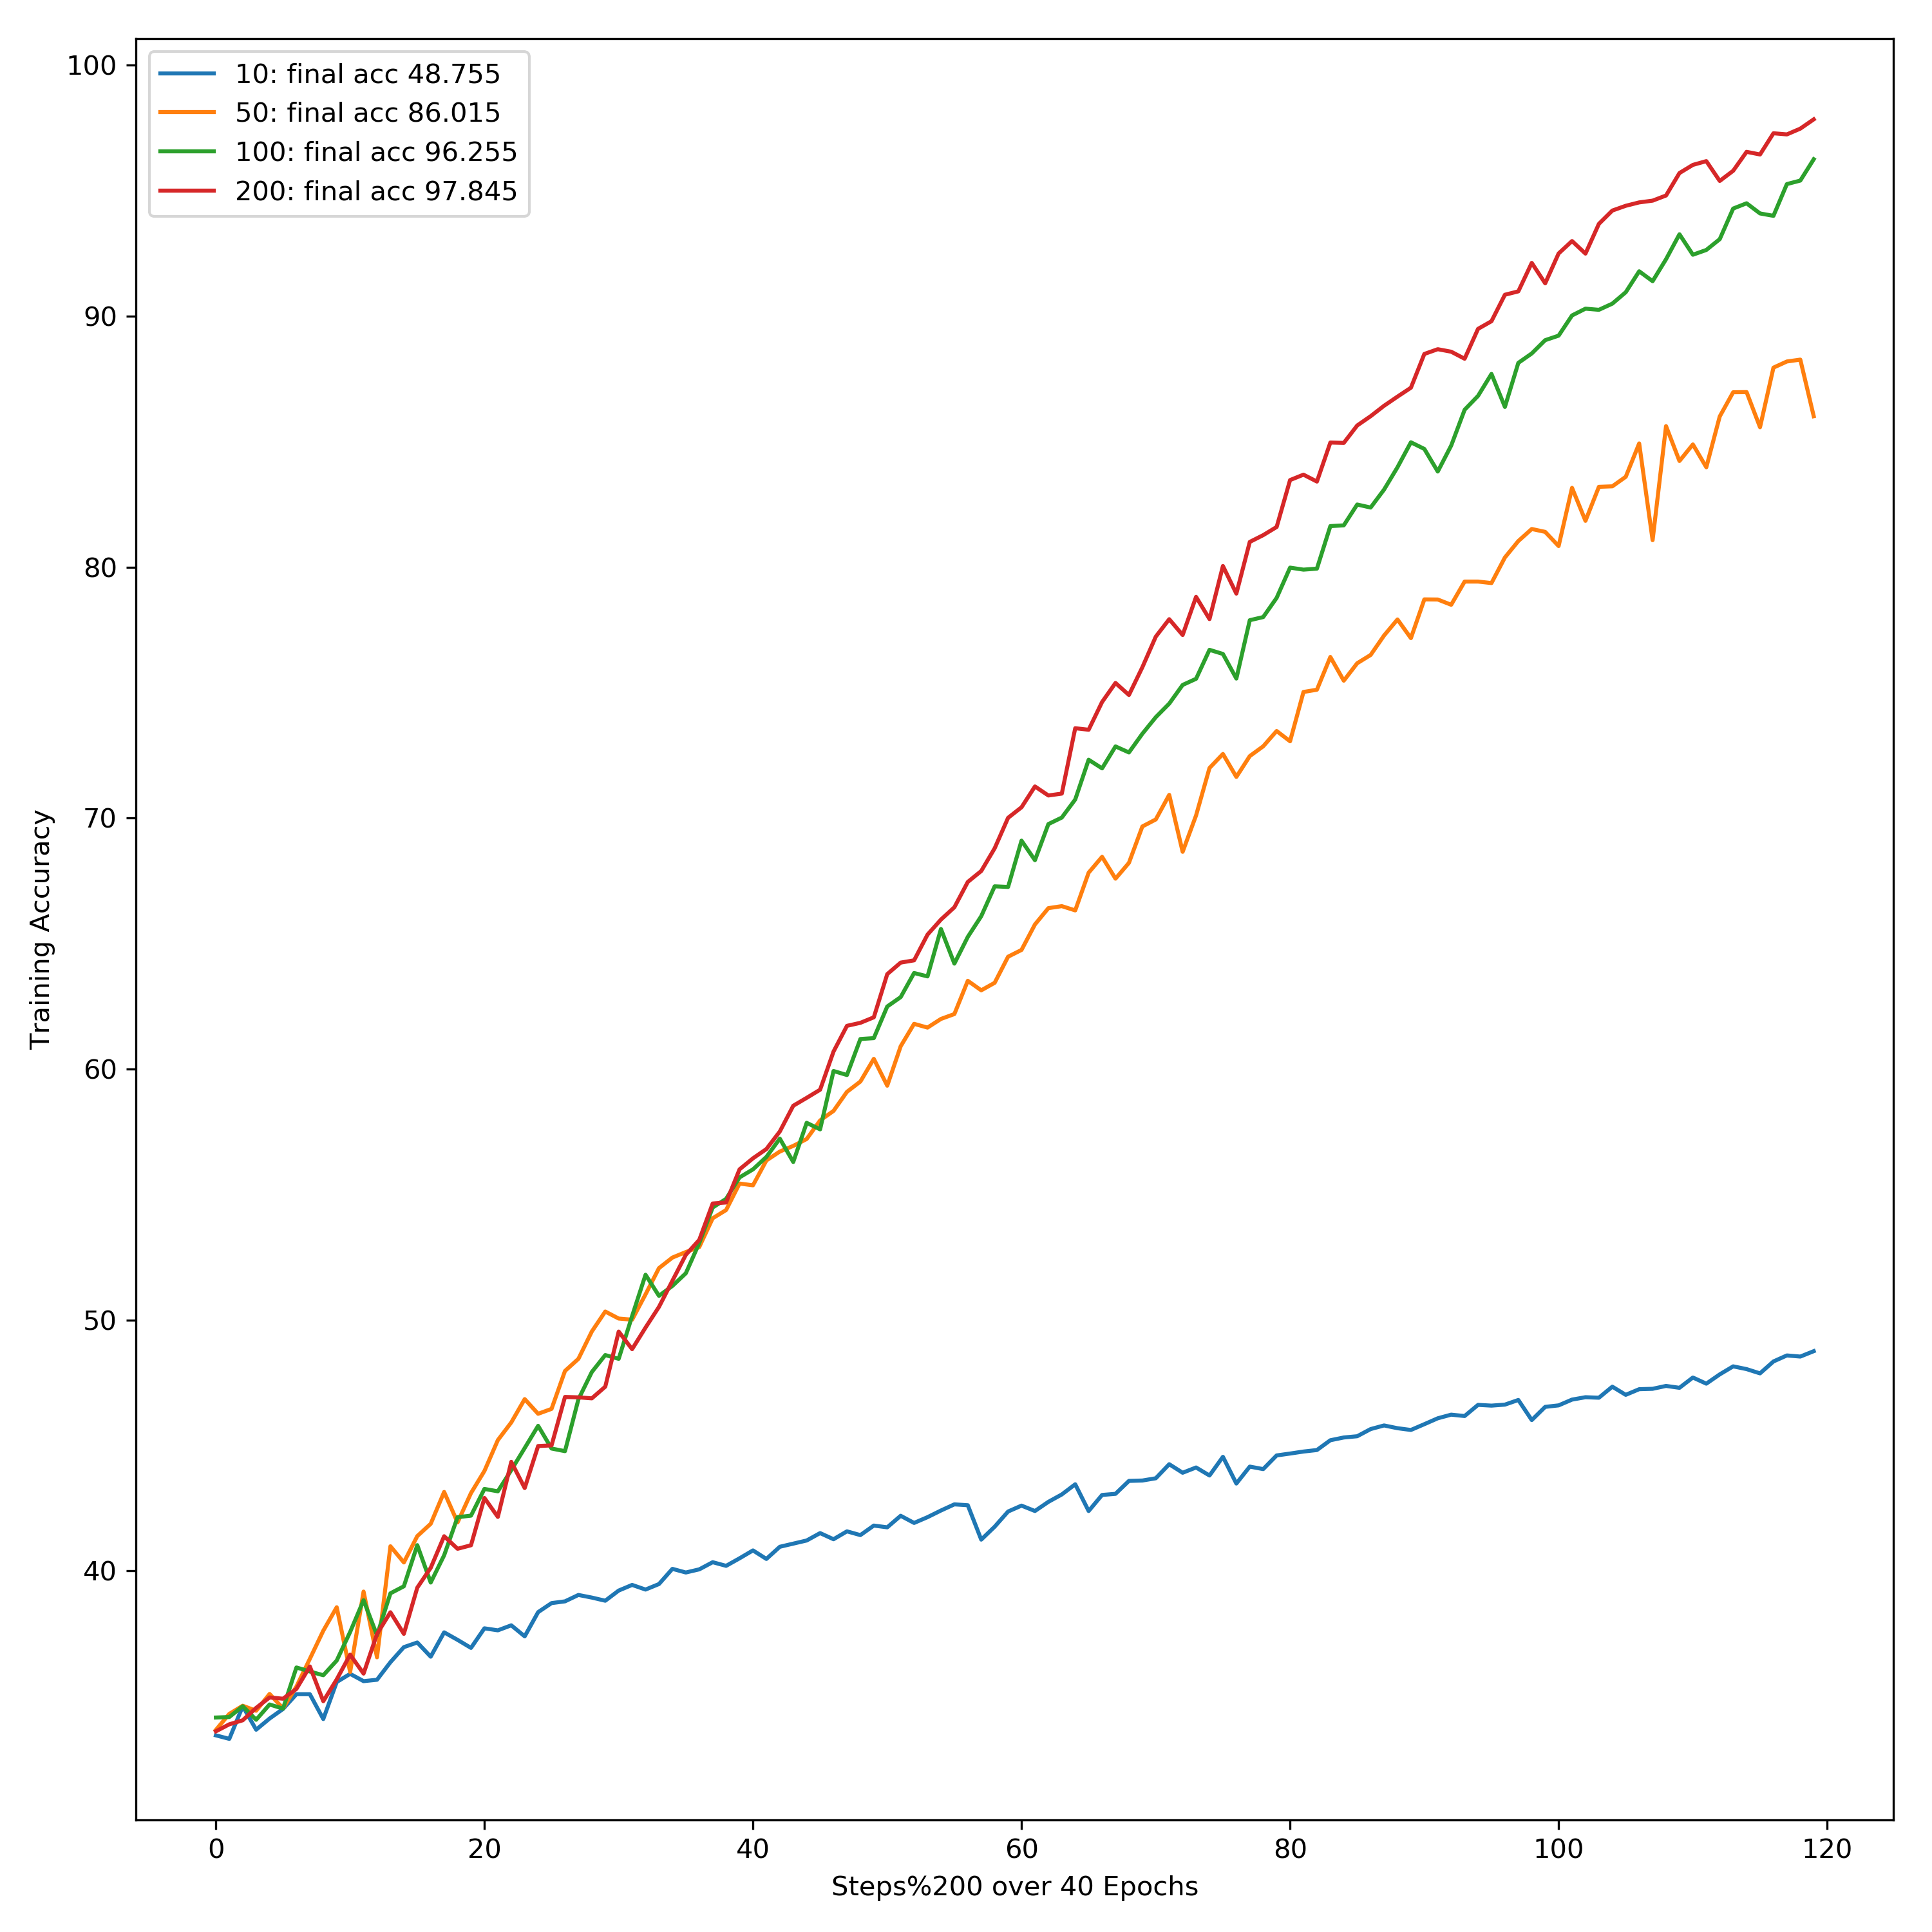 10: final acc 48.755
50: final acc 86.015
100: final acc 96.255
200: final acc 97.845
100
90
80
70
60
50
40
Training Accuracy
0 20 40 60 80 100 120
Steps%200 over 40 Epochs